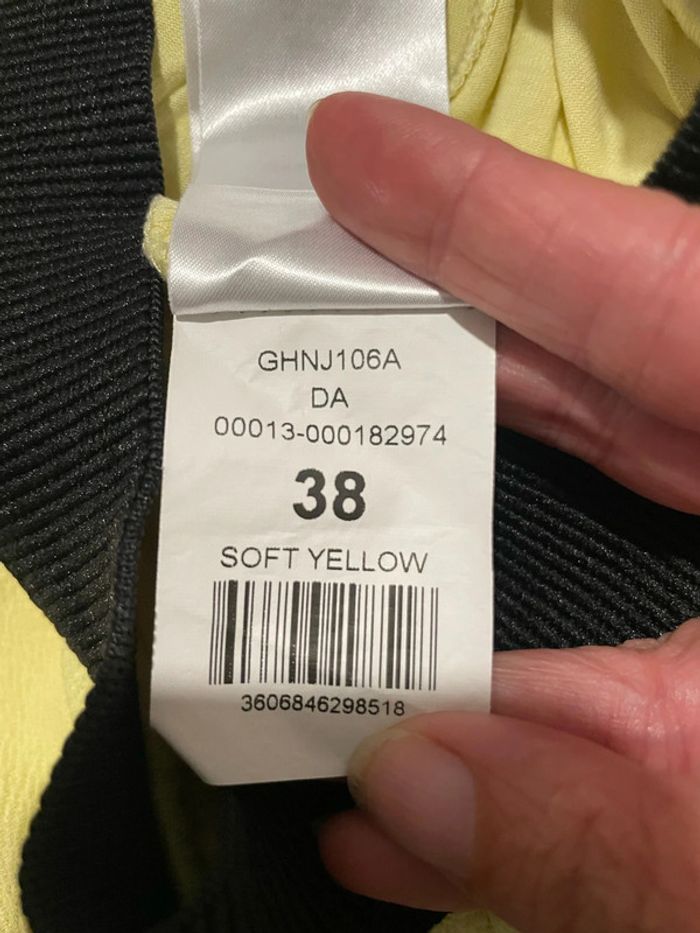 GHNJ106A
DA
00013-000182974
38
SOFT YELLOW
3606846298518